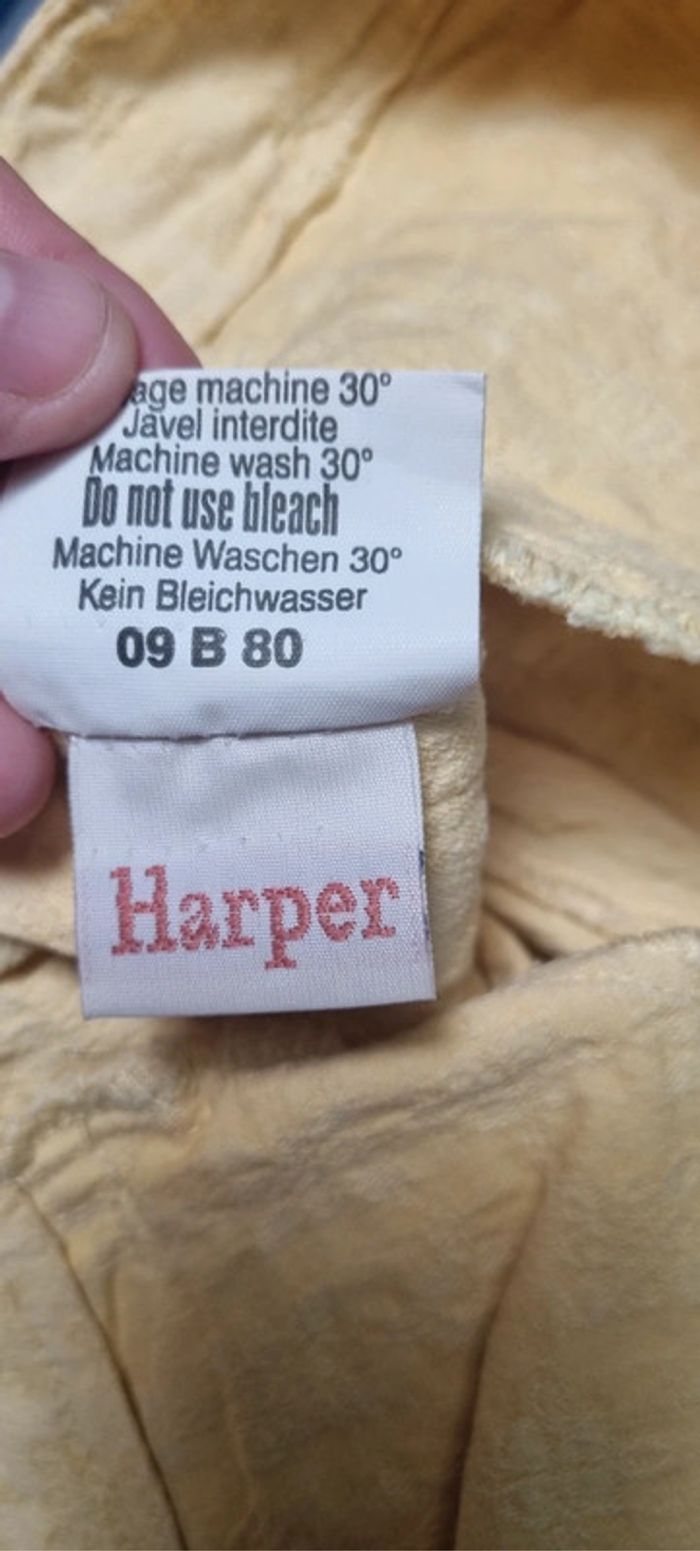 age machine 30°
Javel interdite
Machine wash 30°
Do not use bleach
Machine Waschen 30°
Kein Bleichwasser
09 B 80
Harper